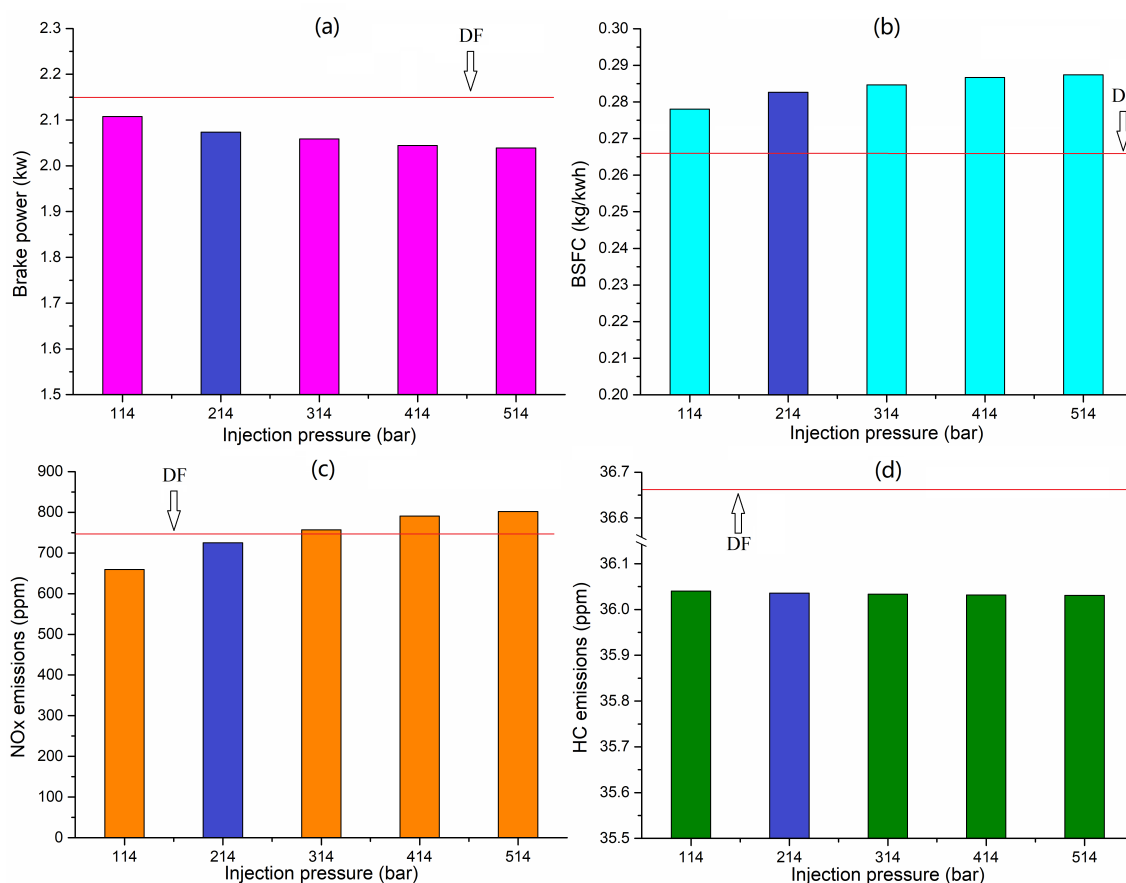 (a)
DF
2.3
2.2
2.1
2.0
1.9
1.8
1.7
1.6
1.5
Brake power (kw)
114 214 314 414 514
Injection pressure (bar)
(b)
D
0.30
0.29
0.28
0.27
0.26
0.25
0.24
0.23
0.22
0.21
0.20
BSFC (kg/kwh)
114 214 314 414 514
Injection pressure (bar)
(c)
DF
900
800
700
600
500
400
300
200
100
0
NOx emissions (ppm)
114 214 314 414 514
Injection pressure (bar)
(d)
DF
36.7
36.6
36.1
36.0
35.9
35.8
35.7
35.6
35.5
HC emissions (ppm)
114 214 314 414 514
Injection pressure (bar)